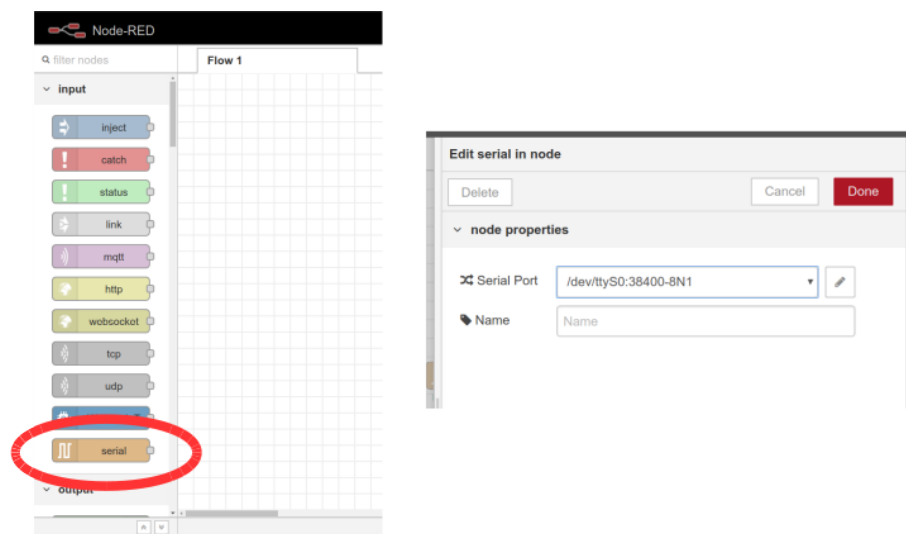 Node-RED
filter nodes
Flow 1
input
inject
catch
status
link
mqtt
http
websocket
tcp
udp
serial
output
Edit serial in node
Delete
Cancel
Done
node properties
Serial Port
/dev/ttyS0:38400-8N1
Name
Name